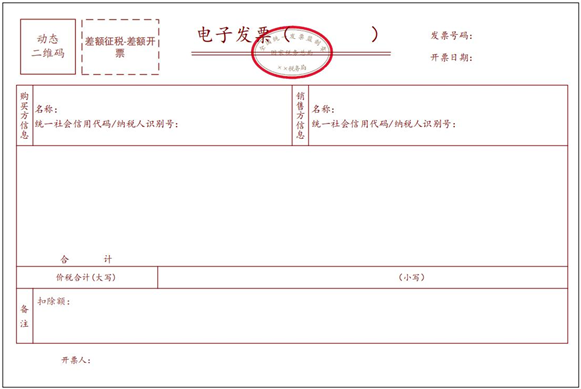 动态
二维码
差额征税-差额开
票
电子发票（　　　　）
发票号码：
开票日期：
购买方信息
名称：
统一社会信用代码/纳税人识别号：
销售方信息
名称：
统一社会信用代码/纳税人识别号：
合　　计
价税合计(大写)
（小写）
备注
扣除额：
开票人：